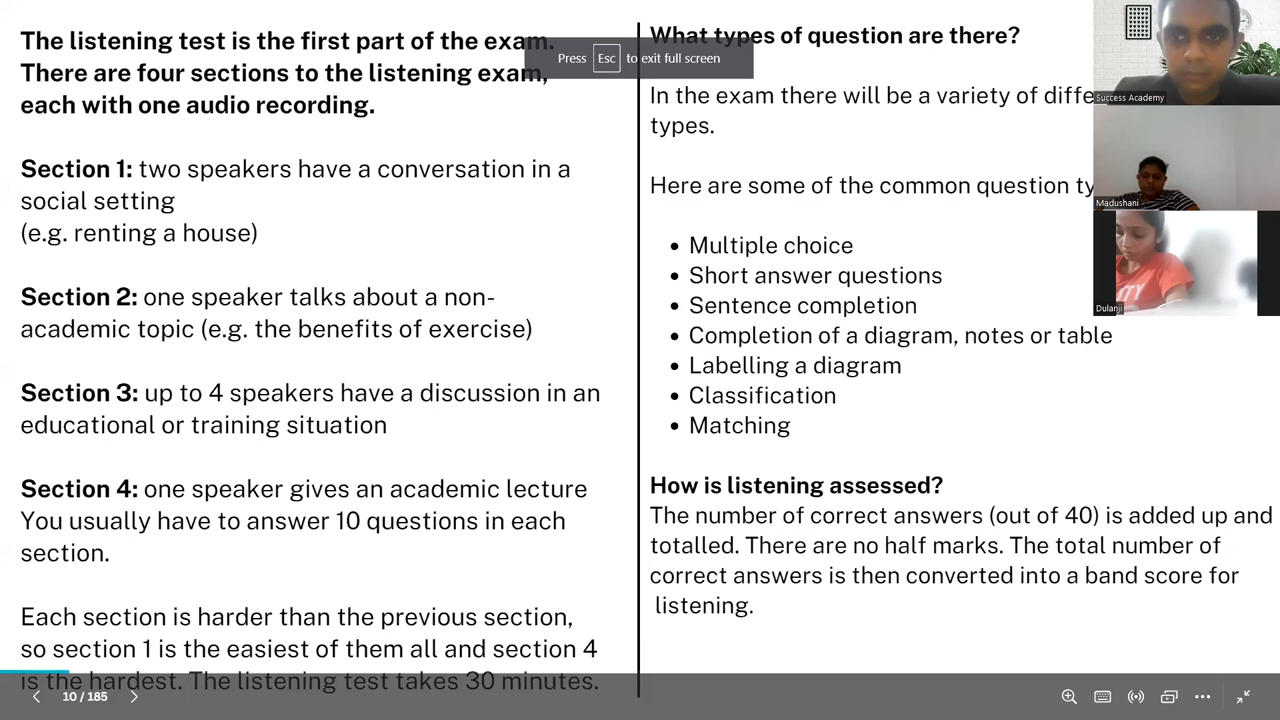 The listening test is the first part of the exam.
There are four sections to the listening exam,
each with one audio recording.
Section 1: two speakers have a conversation in a
social setting
(e.g. renting a house)
Section 2: one speaker talks about a non-
academic topic (e.g. the benefits of exercise)
Section 3: up to 4 speakers have a discussion in an
educational or training situation
Section 4: one speaker gives an academic lecture
You usually have to answer 10 questions in each
section.
Each section is harder than the previous section,
so section 1 is the easiest of them all and section 4
is the hardest. The listening test takes 30 minutes.
Press Esc to exit full screen
What types of question are there?
In the exam there will be a variety of diffe
types.
Here are some of the common question ty
• Multiple choice
• Short answer questions
• Sentence completion
• Completion of a diagram, notes or table
• Labelling a diagram
• Classification
• Matching
How is listening assessed?
The number of correct answers (out of 40) is added up and
totalled. There are no half marks. The total number of
correct answers is then converted into a band score for
listening.
Success Academy
Madushani
Dulanji
10 / 185